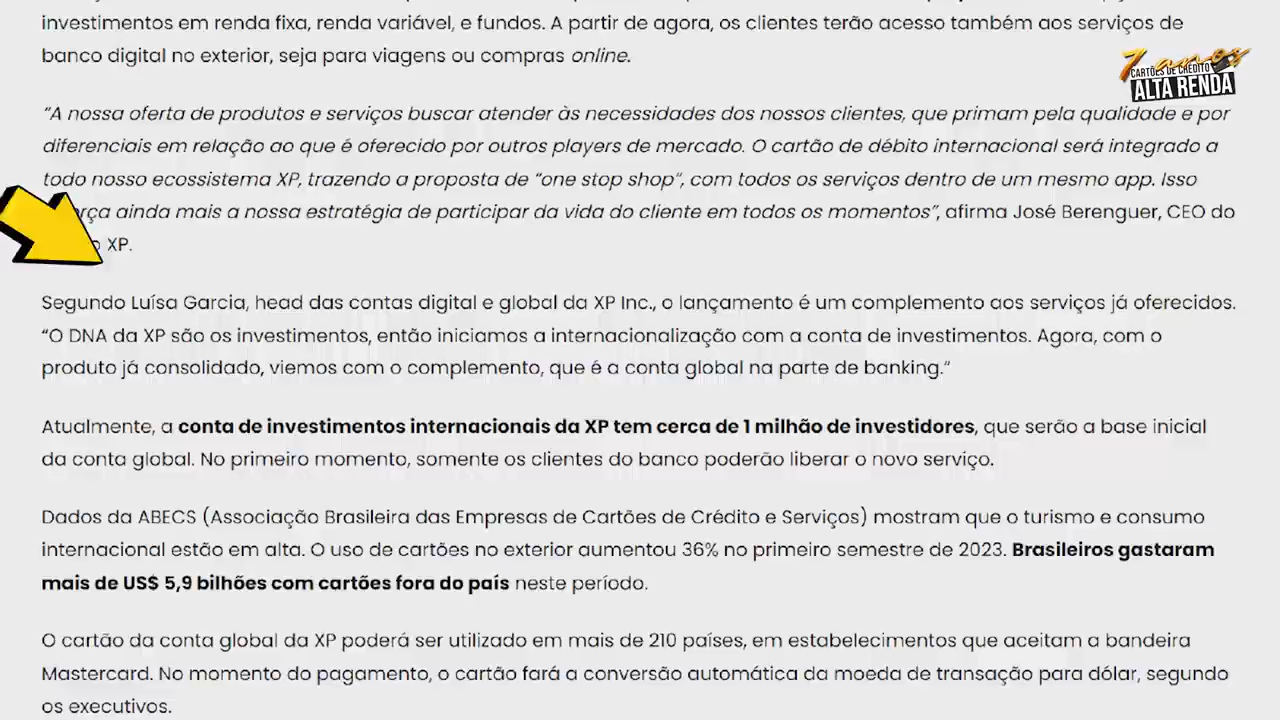 investimentos em renda fixa, renda variável, e fundos. A partir de agora, os clientes terão acesso também aos serviços de
banco digital no exterior, seja para viagens ou compras online.
7 anos
CARTÕES DE CRÉDITO
ALTA RENDA
“A nossa oferta de produtos e serviços buscar atender às necessidades dos nossos clientes, que primam pela qualidade e por
diferenciais em relação ao que é oferecido por outros players de mercado. O cartão de débito internacional será integrado a
todo nosso ecossistema XP, trazendo a proposta de “one stop shop”, com todos os serviços dentro de um mesmo app. Isso
ainda mais a nossa estratégia de participar da vida do cliente em todos os momentos”, afirma José Berenguer, CEO do
XP.
Segundo Luísa Garcia, head das contas digital e global da XP Inc., o lançamento é um complemento aos serviços já oferecidos.
“O DNA da XP são os investimentos, então iniciamos a internacionalização com a conta de investimentos. Agora, com o
produto já consolidado, viemos com o complemento, que é a conta global na parte de banking.”
Atualmente, a conta de investimentos internacionais da XP tem cerca de 1 milhão de investidores, que serão a base inicial
da conta global. No primeiro momento, somente os clientes do banco poderão liberar o novo serviço.
Dados da ABECS (Associação Brasileira das Empresas de Cartões de Crédito e Serviços) mostram que o turismo e consumo
internacional estão em alta. O uso de cartões no exterior aumentou 36% no primeiro semestre de 2023. Brasileiros gastaram
mais de US$ 5,9 bilhões com cartões fora do país neste período.
O cartão da conta global da XP poderá ser utilizado em mais de 210 países, em estabelecimentos que aceitam a bandeira
Mastercard. No momento do pagamento, o cartão fará a conversão automática da moeda de transação para dólar, segundo
os executivos.